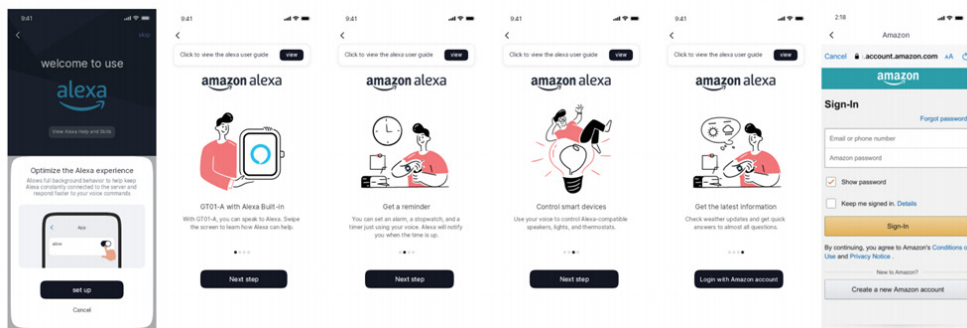 9:41
Skip
welcome to use
alexa
View Alexa Help and Skills
Optimize the Alexa experience
Allows full background behavior to help keep
Alexa constantly connected to the server and
respond faster to your voice commands
App
alexa
set up
Cancel
9:41
Click to view the alexa user guide
view
amazon alexa
GT01-A with Alexa Built-in
With GT01-A, you can speak to Alexa. Swipe
the screen to learn how Alexa can help.
Next step
9:41
Click to view the alexa user guide
view
amazon alexa
Get a reminder
You can set an alarm, a stopwatch, and a
timer just using your voice. Alexa will notify
you when the time is up.
Next step
9:41
Click to view the alexa user guide
view
amazon alexa
Control smart devices
Use your voice to control Alexa-compatible
speakers, lights, and thermostats.
Next step
9:41
Click to view the alexa user guide
view
amazon alexa
Get the latest information
Check weather updates and get quick
answers to almost all questions.
Login with Amazon account
2:18
Amazon
Cancel
.account.amazon.com
AA
amazon
Sign-In
Forgot password
Email or phone number
Amazon password
Show password
Keep me signed in. Details
Sign-In
By continuing, you agree to Amazon's Conditions o
Use and Privacy Notice .
New to Amazon?
Create a new Amazon account